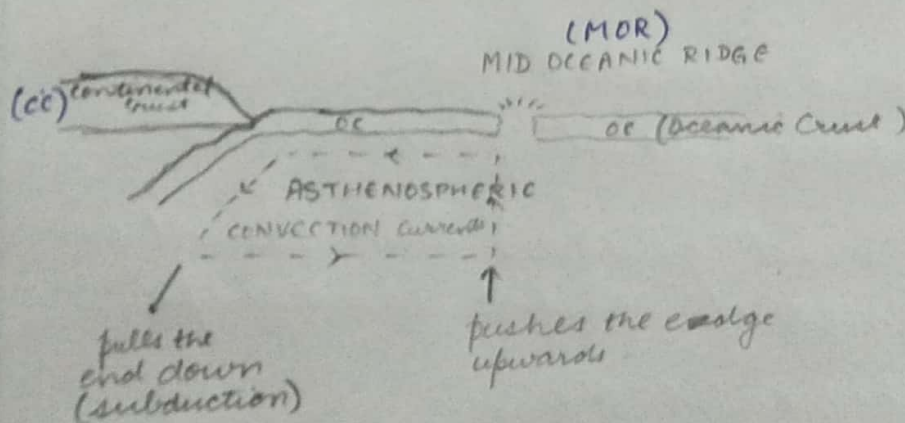 (MOR)
MID OCEANIC RIDGE
(CC) Continental
Crust
OC
OC (Oceanic Crust)
ASTHENOSPHERIC
CONVECTION Currents
pulls the
end down
(subduction)
pushes the edge
upwards